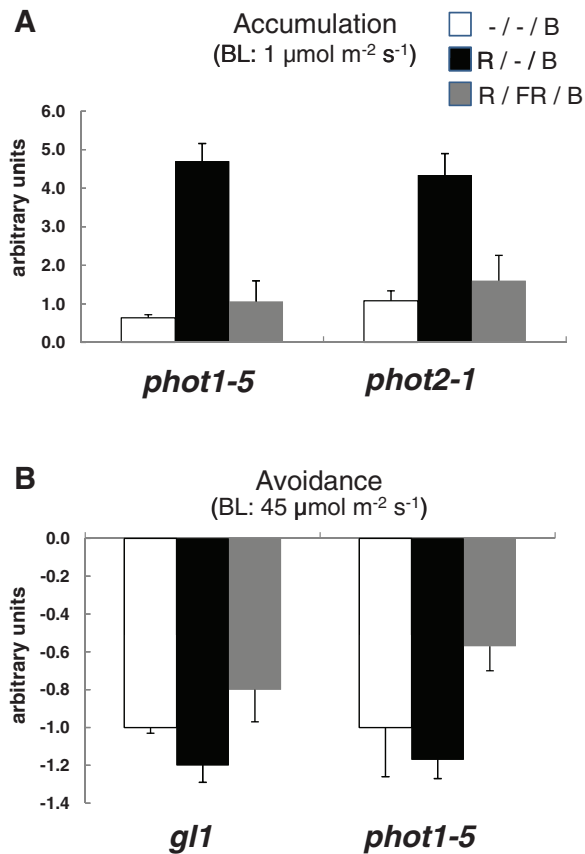 A
Accumulation
(BL: 1 µmol m-2 s-1)
- / - / B
R / - / B
R / FR / B
arbitrary units
6.0
5.0
4.0
3.0
2.0
1.0
0.0
phot1-5
phot2-1
B
Avoidance
(BL: 45 µmol m-2 s-1)
arbitrary units
0.0
-0.2
-0.4
-0.6
-0.8
-1.0
-1.2
-1.4
gl1
phot1-5